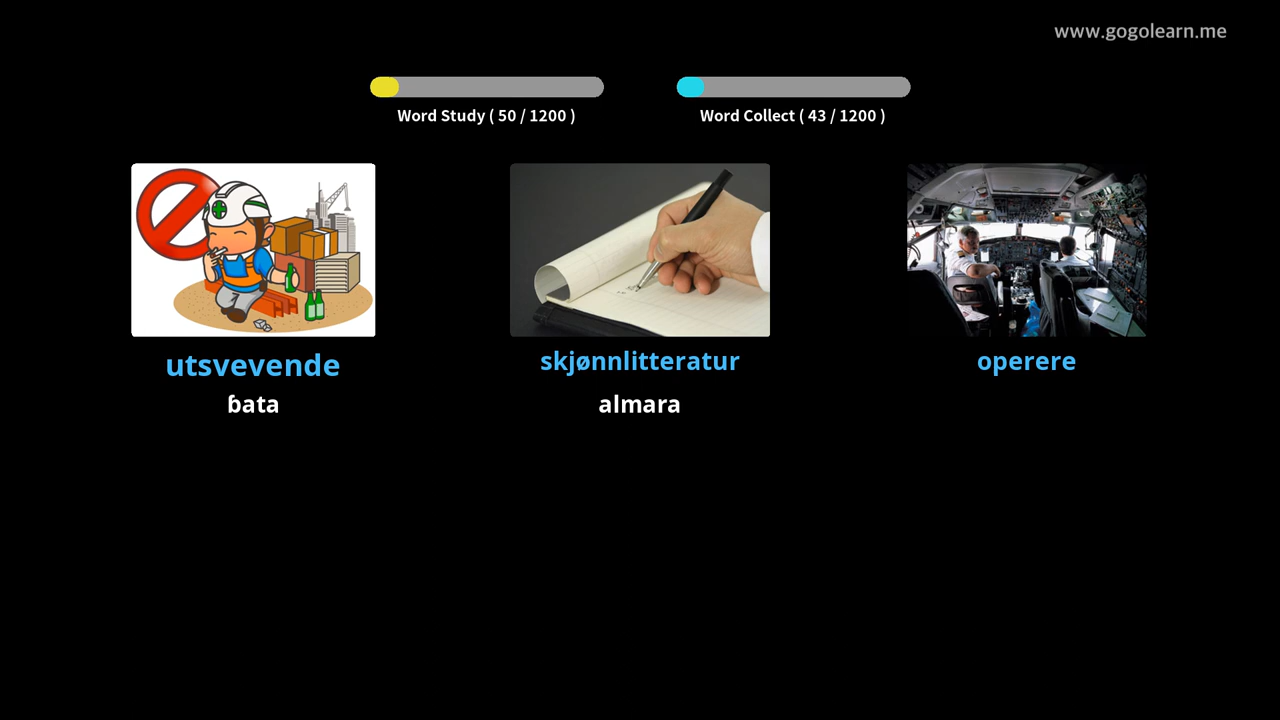 www.gogolearn.me
Word Study ( 50 / 1200 )
Word Collect ( 43 / 1200 )
utsvevende
skjønnlitteratur
operere
ɓata
almara